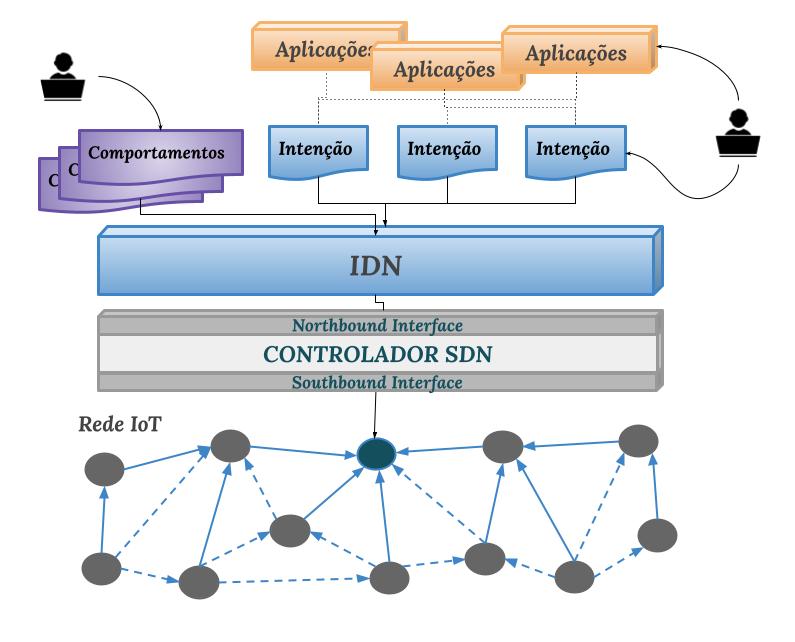 Aplicações
Aplicações
Aplicações
Comportamentos
C
C
Intenção
Intenção
Intenção
IDN
Northbound Interface
CONTROLADOR SDN
Southbound Interface
Rede IoT